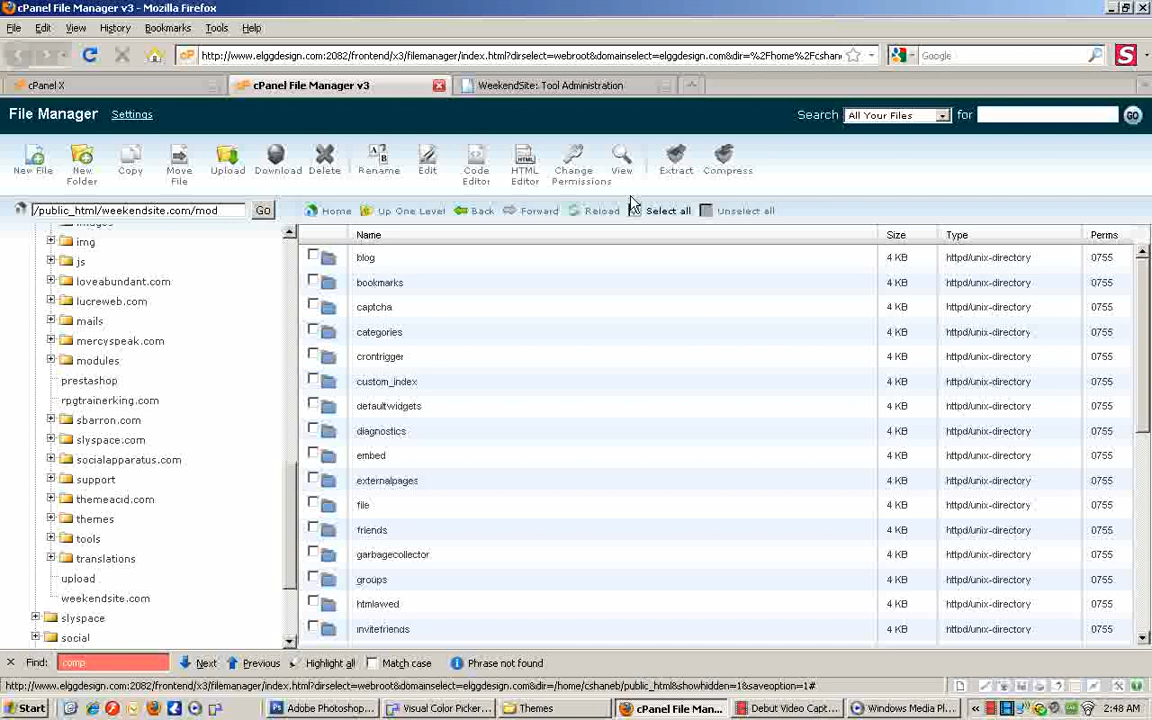 cPanel File Manager v3 - Mozilla Firefox
File Edit View History Bookmarks Tools Help
http://www.elggdesign.com:2082/frontend/x3/filemanager/index.html?dirselect=webroot&domainselect=elggdesign.com&dir=%2Fhome%2Fcshane
Google
cPanel X
cPanel File Manager v3
WeekendSite: Tool Administration
File Manager Settings
Search All Your Files for GO
New File
New Folder
Copy
Move File
Upload
Download
Delete
Rename
Edit
Code Editor
HTML Editor
Change Permissions
View
Extract
Compress
/public_html/weekendsite.com/mod Go
Home Up One Level Back Forward Reload Select all Unselect all
img
js
loveabundant.com
lucreweb.com
mails
mercyspeak.com
modules
prestashop
rpgtrainerking.com
sbarron.com
slyspace.com
socialapparatus.com
support
themeacid.com
themes
tools
translations
upload
weekendsite.com
slyspace
social
Name Size Type Perms
blog 4 KB httpd/unix-directory 0755
bookmarks 4 KB httpd/unix-directory 0755
captcha 4 KB httpd/unix-directory 0755
categories 4 KB httpd/unix-directory 0755
crontrigger 4 KB httpd/unix-directory 0755
custom_index 4 KB httpd/unix-directory 0755
defaultwidgets 4 KB httpd/unix-directory 0755
diagnostics 4 KB httpd/unix-directory 0755
embed 4 KB httpd/unix-directory 0755
externalpages 4 KB httpd/unix-directory 0755
file 4 KB httpd/unix-directory 0755
friends 4 KB httpd/unix-directory 0755
garbagecollector 4 KB httpd/unix-directory 0755
groups 4 KB httpd/unix-directory 0755
htmlawed 4 KB httpd/unix-directory 0755
invitefriends 4 KB httpd/unix-directory 0755
Find: comp Next Previous Highlight all Match case Phrase not found
http://www.elggdesign.com:2082/frontend/x3/filemanager/index.html?dirselect=webroot&domainselect=elggdesign.com&dir=/home/cshaneb/public_html&showhidden=1&saveoption=1#
Start Adobe Photoshop... Visual Color Picker... Themes cPanel File Man... Debut Video Capt... Windows Media Pl... 2:48 AM